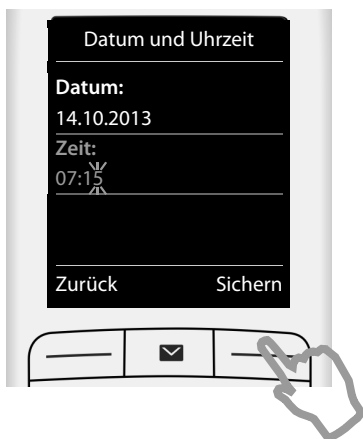 Datum und Uhrzeit
Datum:
14.10.2013
Zeit:
07:15
Zurück Sichern